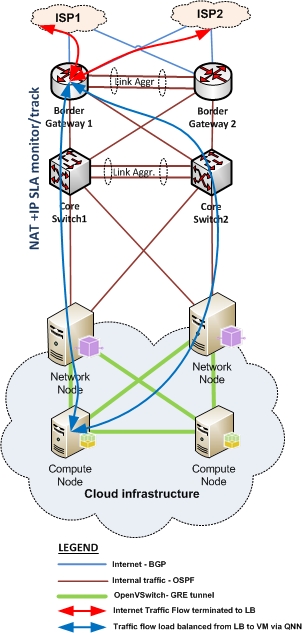 ISP1
ISP2
Link Aggr
Border
Gateway 1
Border
Gateway 2
NAT +IP SLA monitor/track
Link Aggr.
Core
Switch1
Core
Switch2
Network
Node
Network
Node
Compute
Node
Compute
Node
Cloud infrastructure
LEGEND
Internet - BGP
Internal traffic - OSPF
OpenVSwitch- GRE tunnel
Internet Traffic Flow terminated to LB
Traffic flow load balanced from LB to VM via QNN